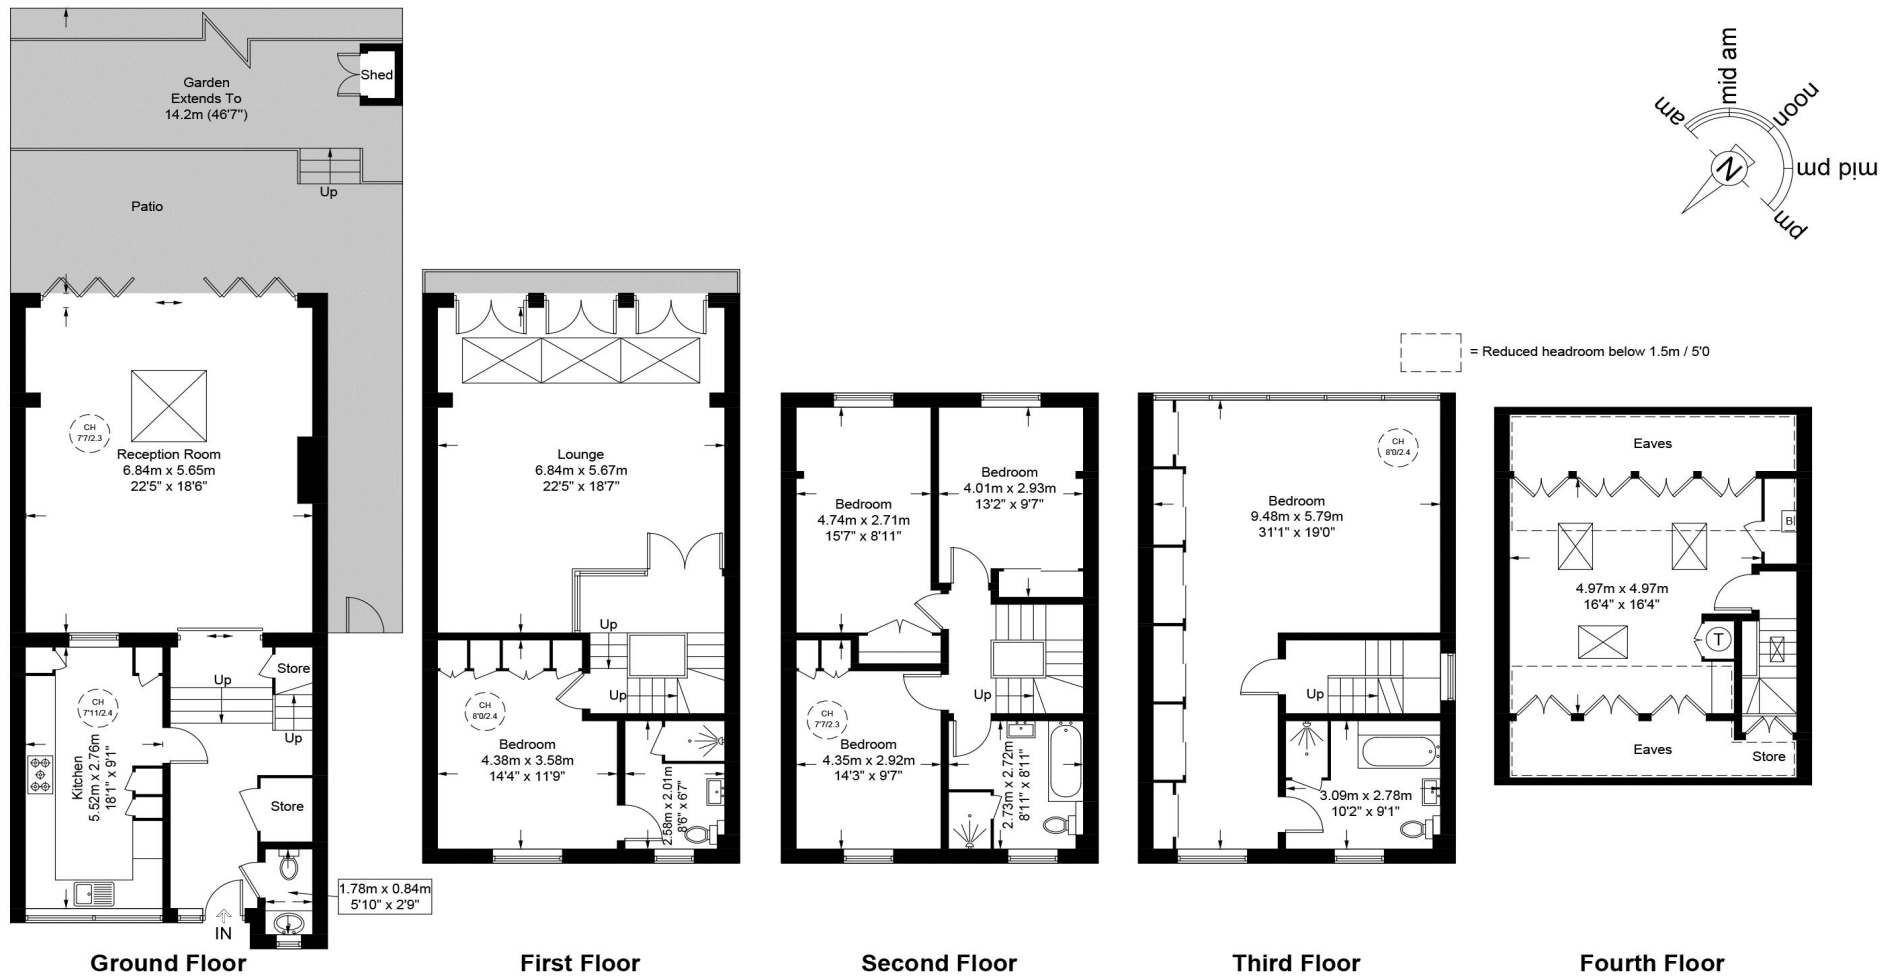 Garden
Extends To
14.2m (46'7")
Shed
Up
Patio
CH
7'7/2.3
Reception Room
6.84m x 5.65m
22'5" x 18'6"
Store
Up
Up
CH
7'11/2.4
Kitchen
5.52m x 2.76m
18'1" x 9'1"
Store
1.78m x 0.84m
5'10" x 2'9"
IN
Ground Floor
Lounge
6.84m x 5.67m
22'5" x 18'7"
Up
Up
CH
8'0/2.4
Bedroom
4.38m x 3.58m
14'4" x 11'9"
2.58m x 2.01m
8'6" x 6'7"
First Floor
Bedroom
4.74m x 2.71m
15'7" x 8'11"
Bedroom
4.01m x 2.93m
13'2" x 9'7"
Up
CH
7'7/2.3
Bedroom
4.35m x 2.92m
14'3" x 9'7"
2.73m x 2.72m
8'11" x 8'11"
Second Floor
CH
8'0/2.4
Bedroom
9.48m x 5.79m
31'1" x 19'0"
Up
3.09m x 2.78m
10'2" x 9'1"
Third Floor
am
mid am
noon
mid pm
pm
N
= Reduced headroom below 1.5m / 5'0
Eaves
B
4.97m x 4.97m
16'4" x 16'4"
T
Eaves
Store
Fourth Floor